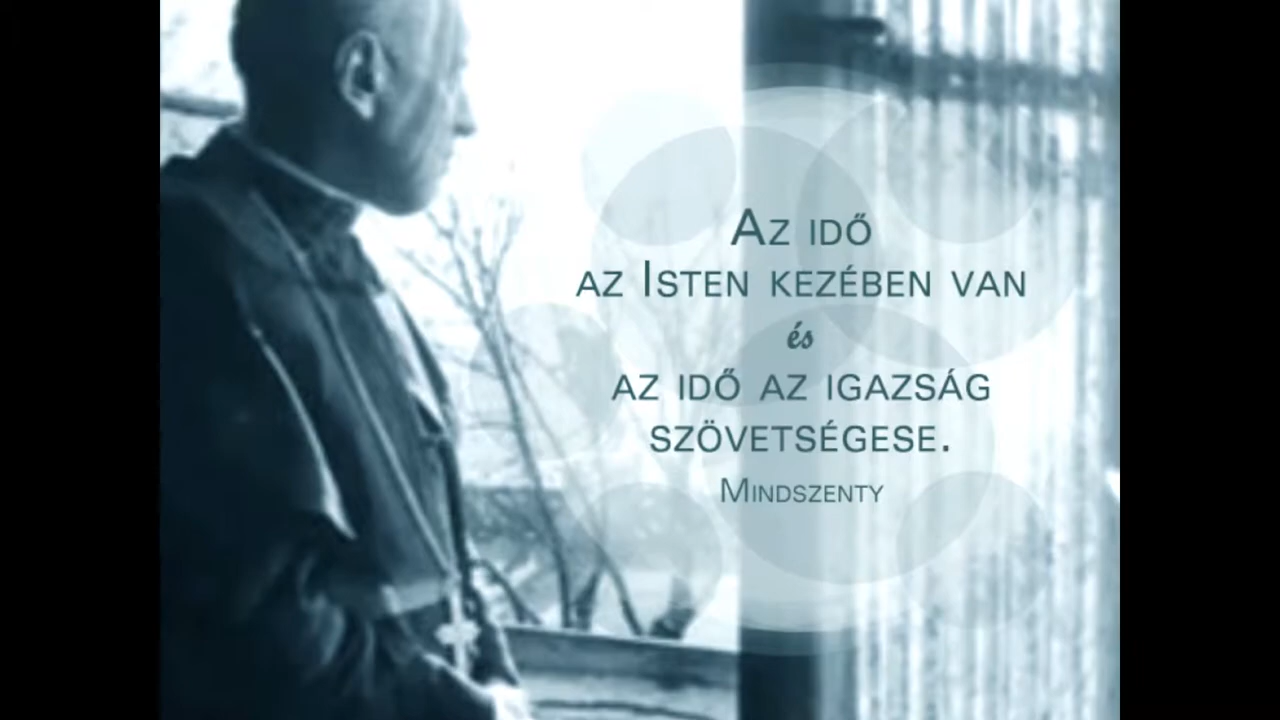 Az idő
az Isten kezében van
és
az idő az igazság
szövetségese.
Mindszenty